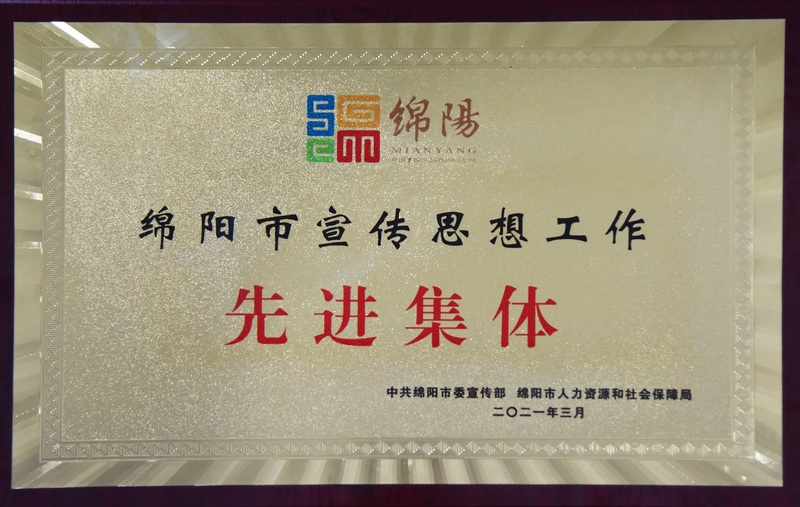 绵陽
MIANYANG
绵阳市宣传思想工作
先进集体
中共绵阳市委宣传部 绵阳市人力资源和社会保障局
二〇二一年三月